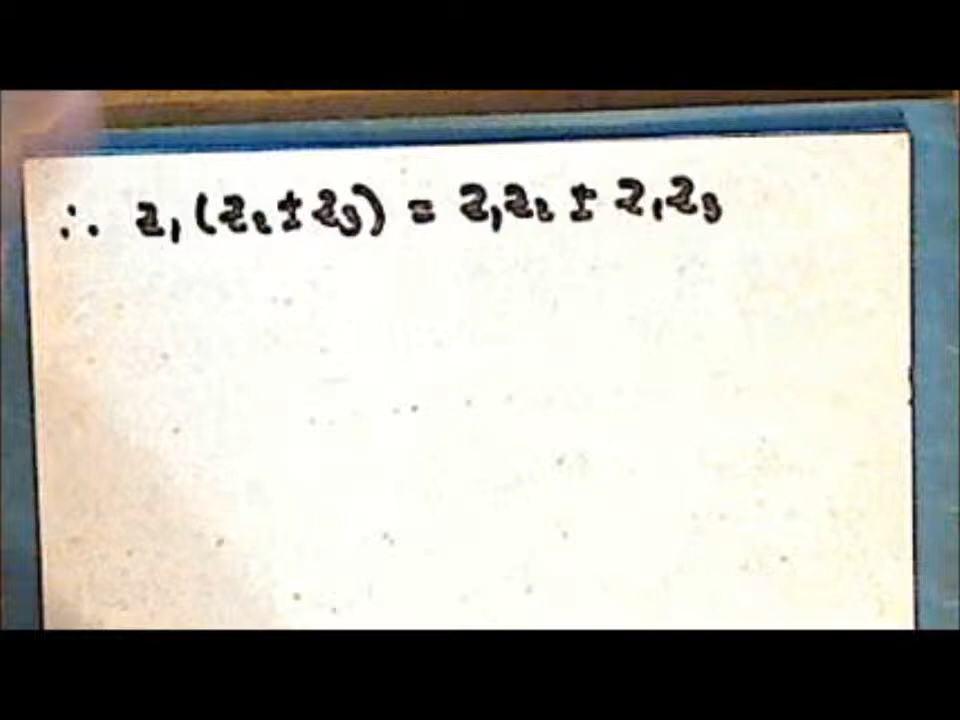 ∴ z₁(z₂ ± z₃) = z₁z₂ ± z₁z₃